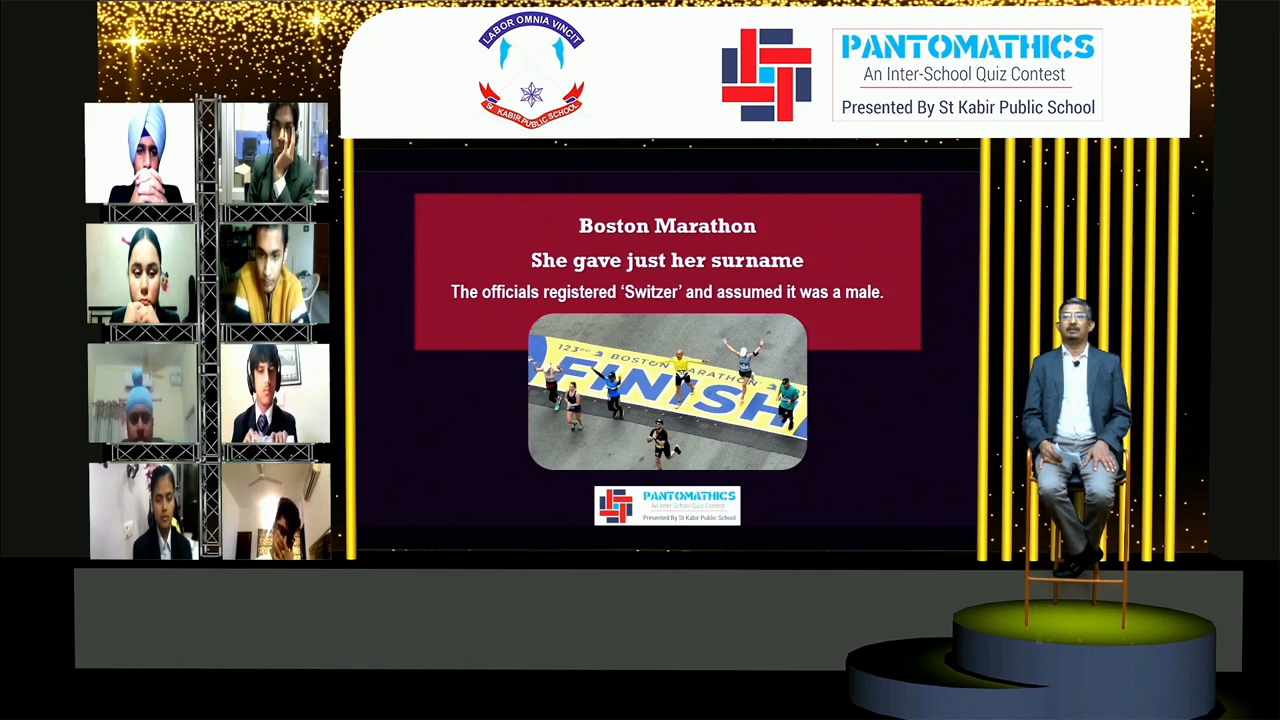 LABOR OMNIA VINCIT
St KABIR PUBLIC SCHOOL
PANTOMATHICS
An Inter-School Quiz Contest
Presented By St Kabir Public School
Boston Marathon
She gave just her surname
The officials registered ‘Switzer’ and assumed it was a male.
123RD BOSTON MARATHON
FINISH
PANTOMATHICS
An Inter School Quiz Contest
Presented By St Kabir Public School